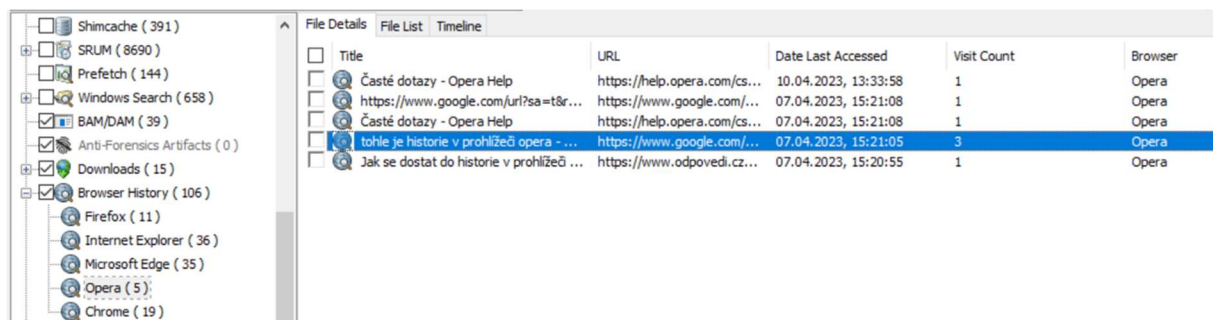 Shimcache ( 391 )
SRUM ( 8690 )
Prefetch ( 144 )
Windows Search ( 658 )
BAM/DAM ( 39 )
Anti-Forensics Artifacts ( 0 )
Downloads ( 15 )
Browser History ( 106 )
Firefox ( 11 )
Internet Explorer ( 36 )
Microsoft Edge ( 35 )
Opera ( 5 )
Chrome ( 19 )
File Details File List Timeline
Title URL Date Last Accessed Visit Count Browser
Časté dotazy - Opera Help https://help.opera.com/cs... 10.04.2023, 13:33:58 1 Opera
https://www.google.com/url?sa=t&r... https://www.google.com/... 07.04.2023, 15:21:08 1 Opera
Časté dotazy - Opera Help https://help.opera.com/cs... 07.04.2023, 15:21:08 1 Opera
tohle je historie v prohlížeči opera - ... https://www.google.com/... 07.04.2023, 15:21:05 3 Opera
Jak se dostat do historie v prohlížeči ... https://www.odpovedi.cz... 07.04.2023, 15:20:55 1 Opera